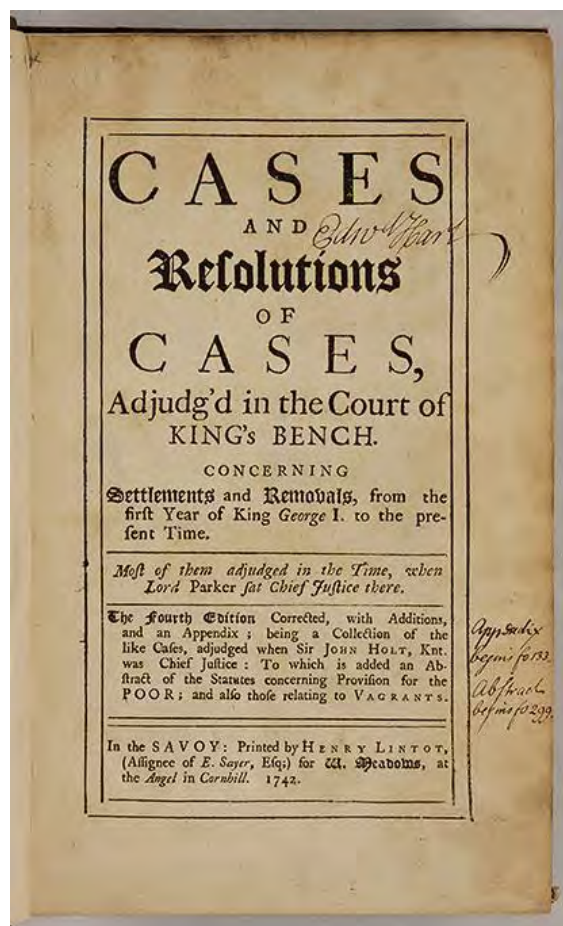 CASES
AND
Edwd Hart
Reſolutions
OF
CASES,
Adjudg'd in the Court of
KING's BENCH.
CONCERNING
Settlements and Removals, from the
firſt Year of King George I. to the pre-
ſent Time.
Moſt of them adjudged in the Time, when
Lord Parker ſat Chief Juſtice there.
The Fourth Edition Corrected, with Additions,
and an Appendix ; being a Collection of the
like Caſes, adjudged when Sir JOHN HOLT, Knt.
was Chief Juſtice : To which is added an Ab-
ſtract of the Statutes concerning Proviſion for the
POOR ; and alſo thoſe relating to VAGRANTS.
Appendix
begins fo 133.
Abstract
begins fo 299.
In the SAVOY: Printed by HENRY LINTOT,
(Aſſignee of E. Sayer, Eſq;) for W. Meadows, at
the Angel in Cornhill. 1742.